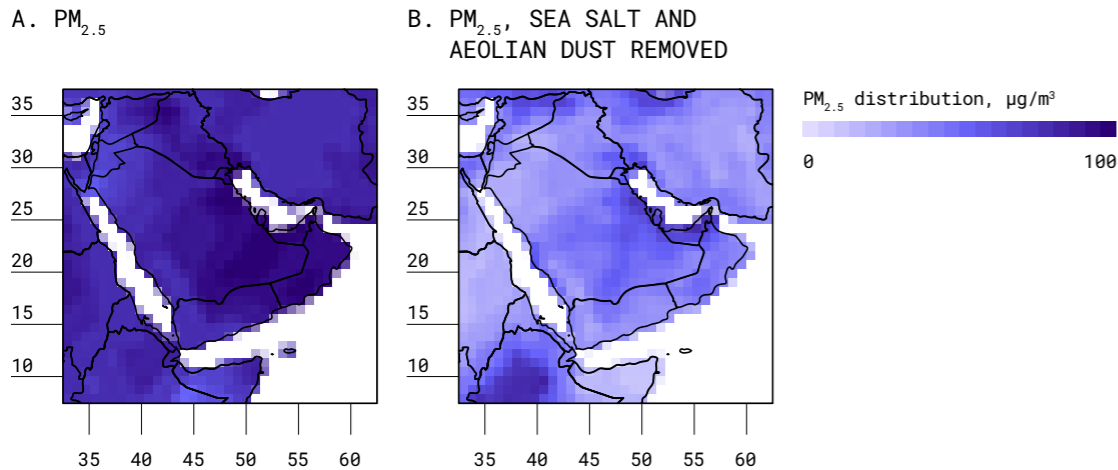 A. PM2.5
B. PM2.5, SEA SALT AND
AEOLIAN DUST REMOVED
PM2.5 distribution, µg/m³
0 100
35
30
25
20
15
10
35 40 45 50 55 60
35
30
25
20
15
10
35 40 45 50 55 60